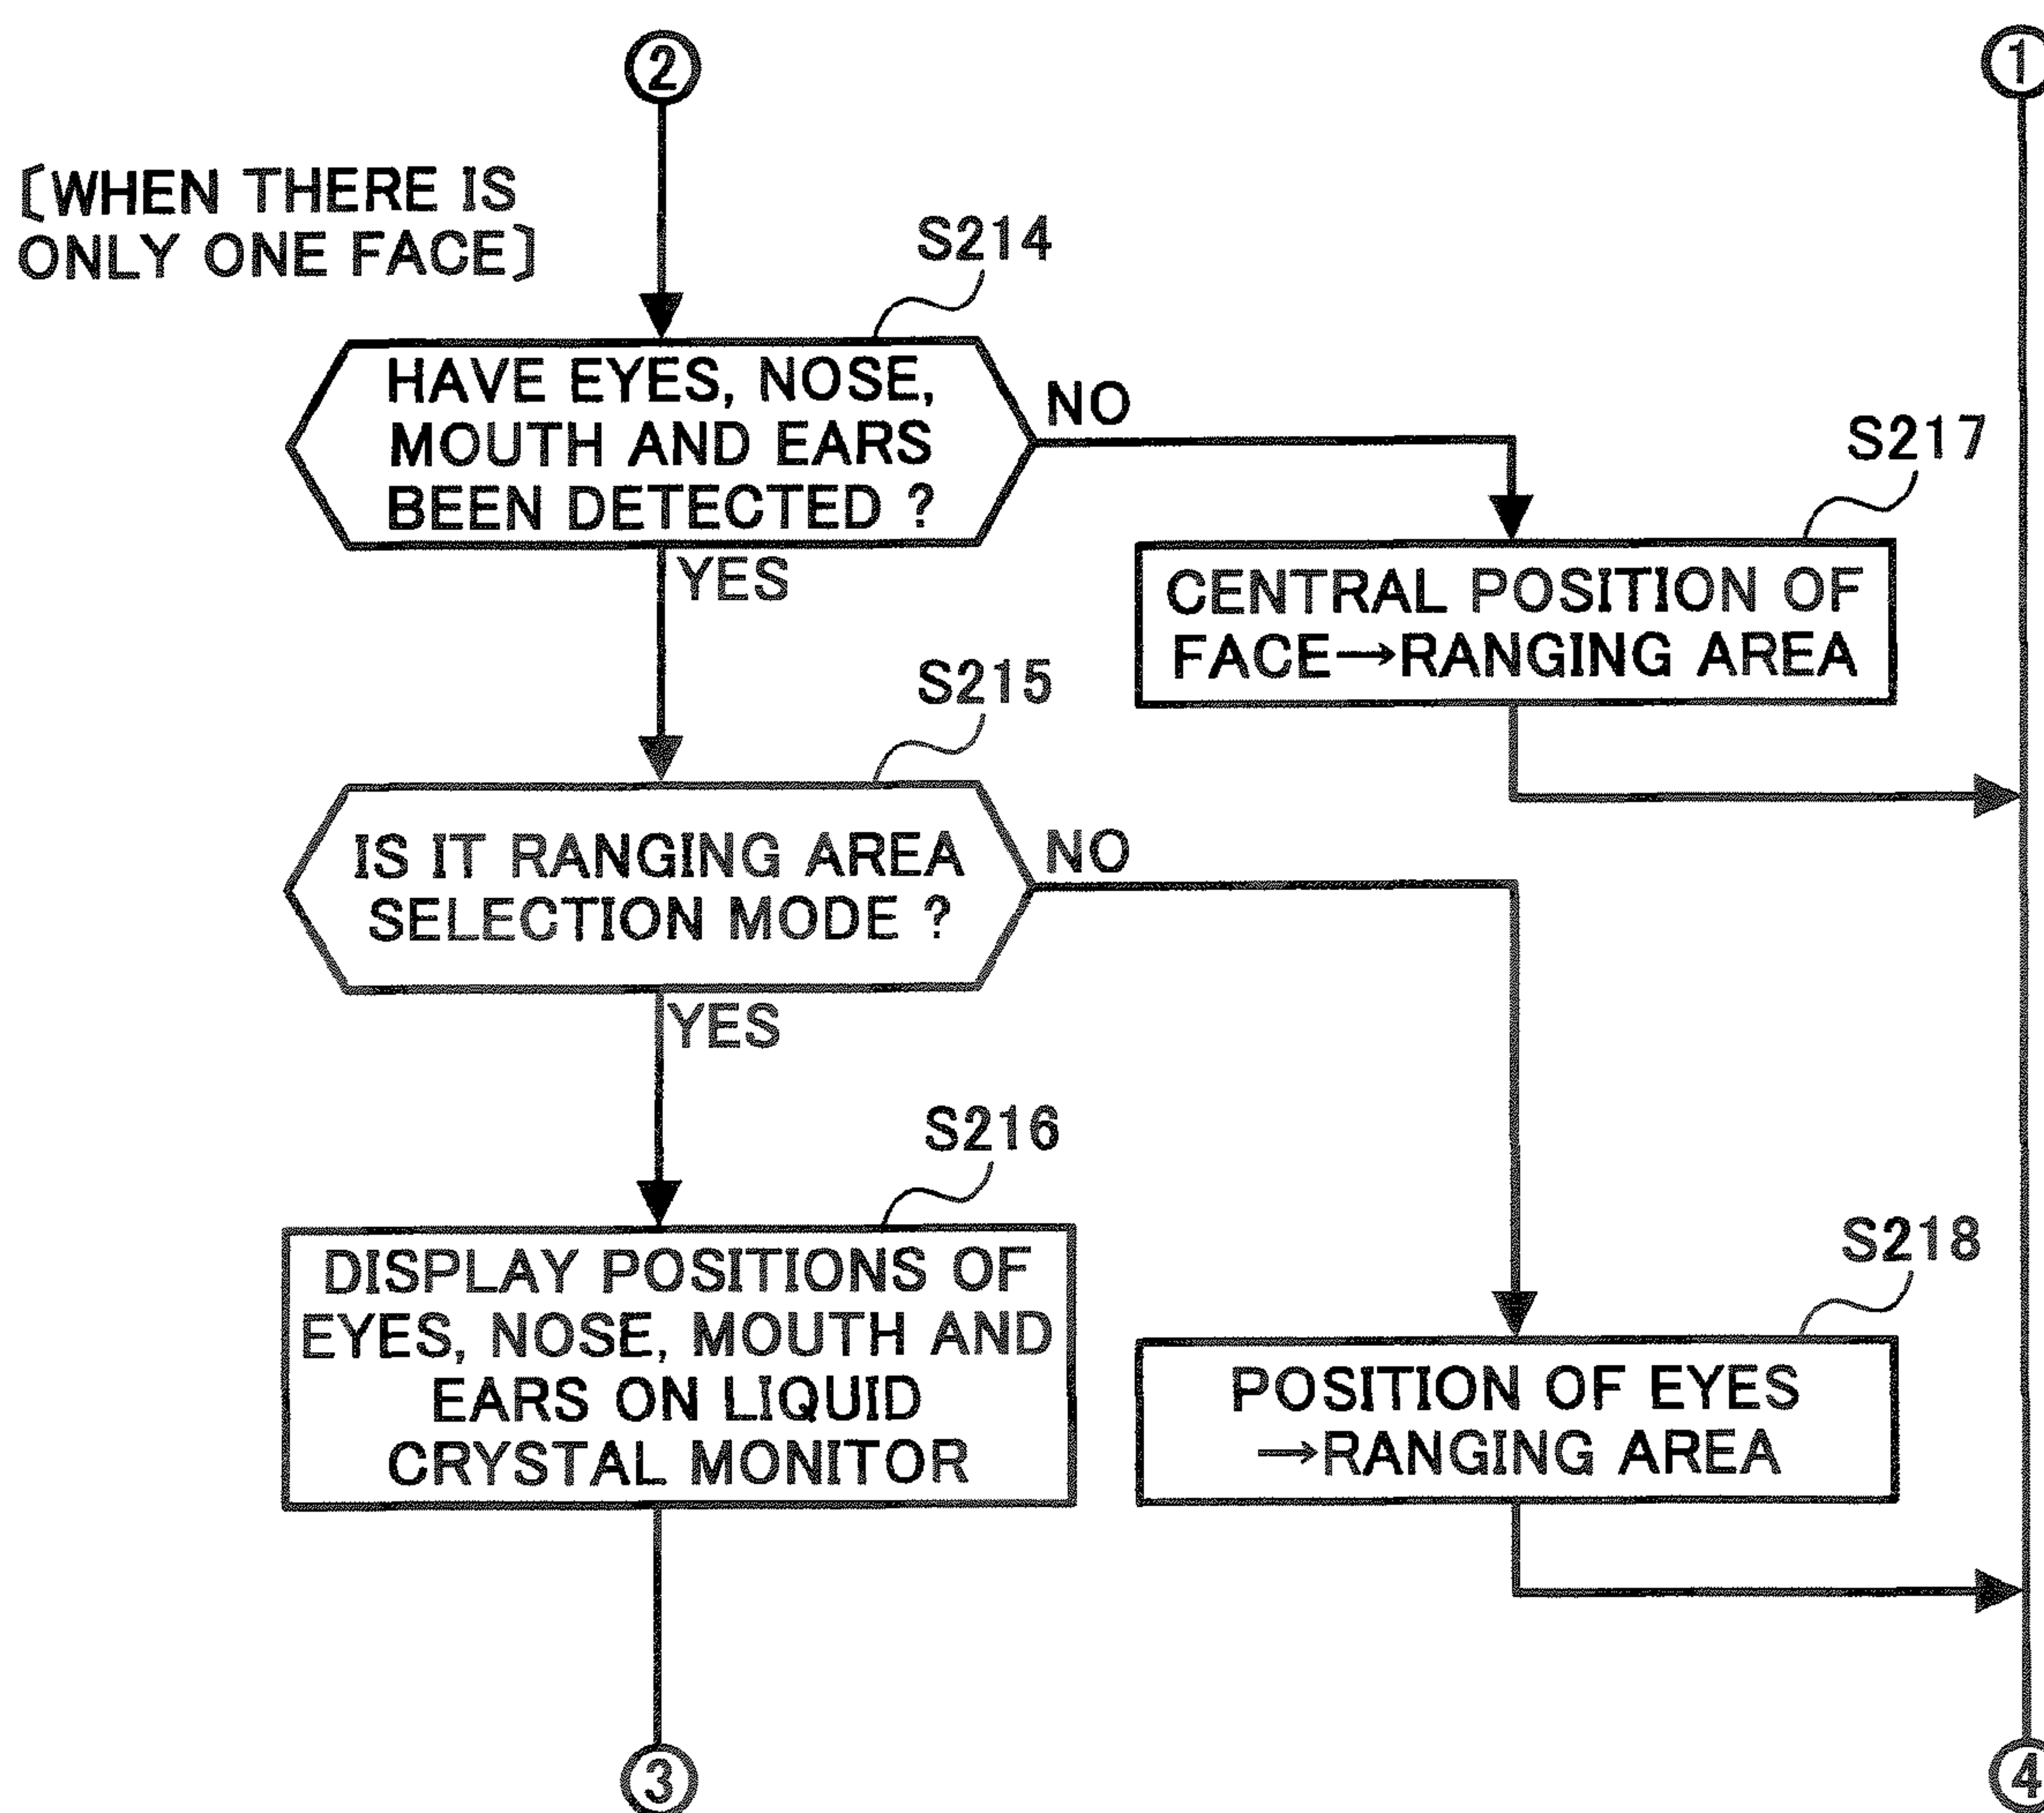 ②
①
〔WHEN THERE IS
ONLY ONE FACE〕
S214
HAVE EYES, NOSE,
MOUTH AND EARS
BEEN DETECTED ?
NO
YES
S217
CENTRAL POSITION OF
FACE→RANGING AREA
S215
IS IT RANGING AREA
SELECTION MODE ?
NO
YES
S216
DISPLAY POSITIONS OF
EYES, NOSE, MOUTH AND
EARS ON LIQUID
CRYSTAL MONITOR
S218
POSITION OF EYES
→RANGING AREA
③
④